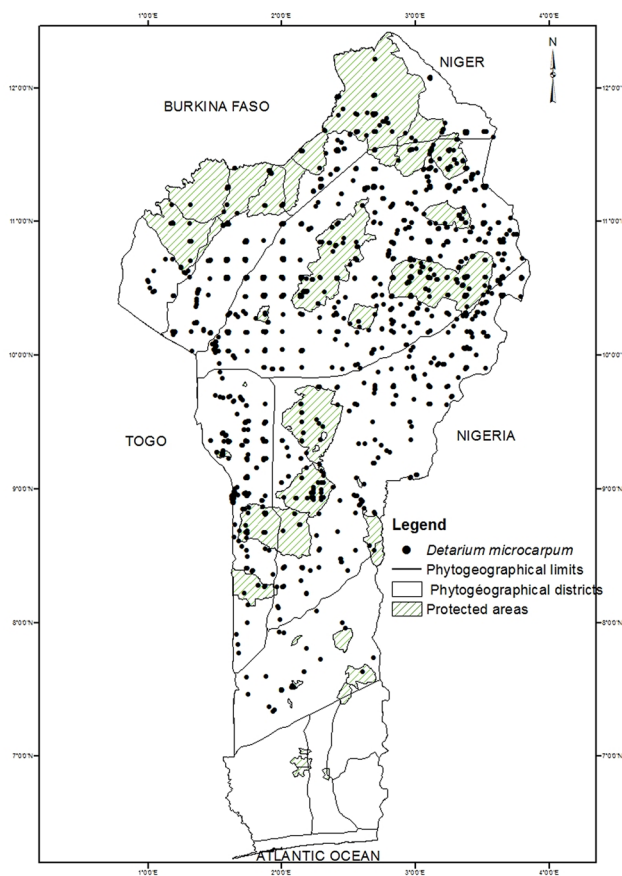 1°0'0"E 2°0'0"E 3°0'0"E 4°0'0"E
N
NIGER
12°0'0"N 12°0'0"N
BURKINA FASO
11°0'0"N 11°0'0"N
10°0'0"N 10°0'0"N
TOGO
NIGERIA
9°0'0"N 9°0'0"N
Legend
Detarium microcarpum
Phytogeographical limits
Phytogéographical districts
Protected areas
8°0'0"N 8°0'0"N
7°0'0"N 7°0'0"N
ATLANTIC OCEAN
1°0'0"E 2°0'0"E 3°0'0"E 4°0'0"E